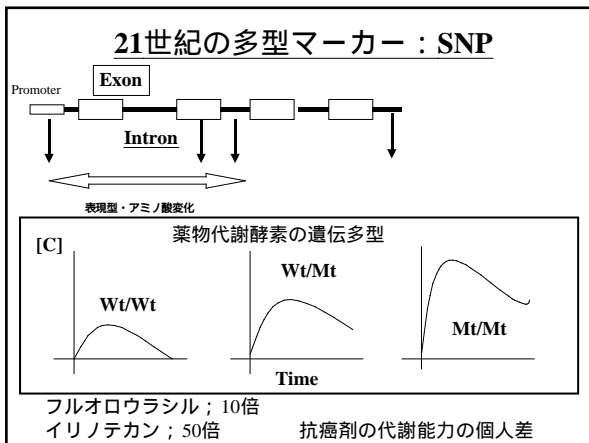 21世紀の多型マーカー：SNP
Exon
Promoter
Intron
表現型・アミノ酸変化
薬物代謝酵素の遺伝多型
[C]
Wt/Wt
Wt/Mt
Mt/Mt
Time
フルオロウラシル；10倍
イリノテカン；50倍 抗癌剤の代謝能力の個人差